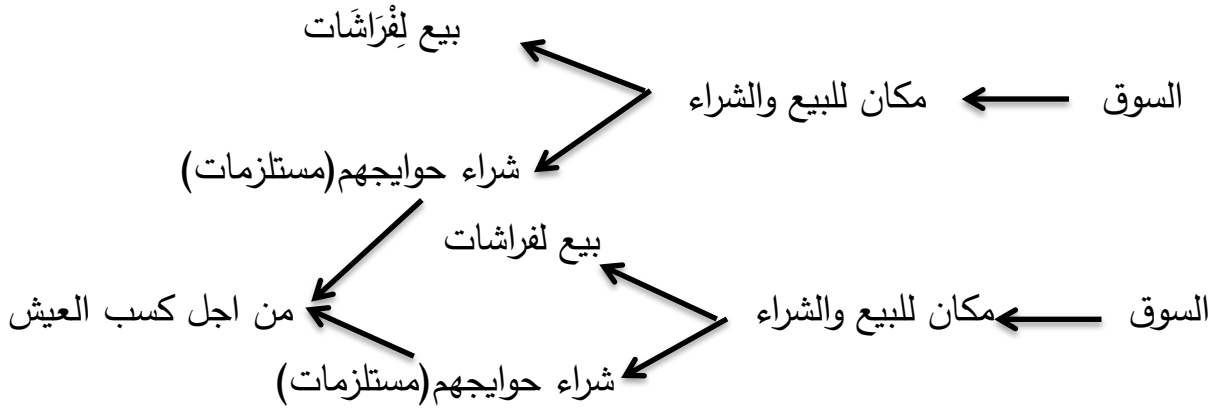 بيع لِفْرَاشَات
السوق
مكان للبيع والشراء
شراء حوايجهم(مستلزمات)
بيع لفراشات
السوق
مكان للبيع والشراء
من اجل كسب العيش
شراء حوايجهم(مستلزمات)